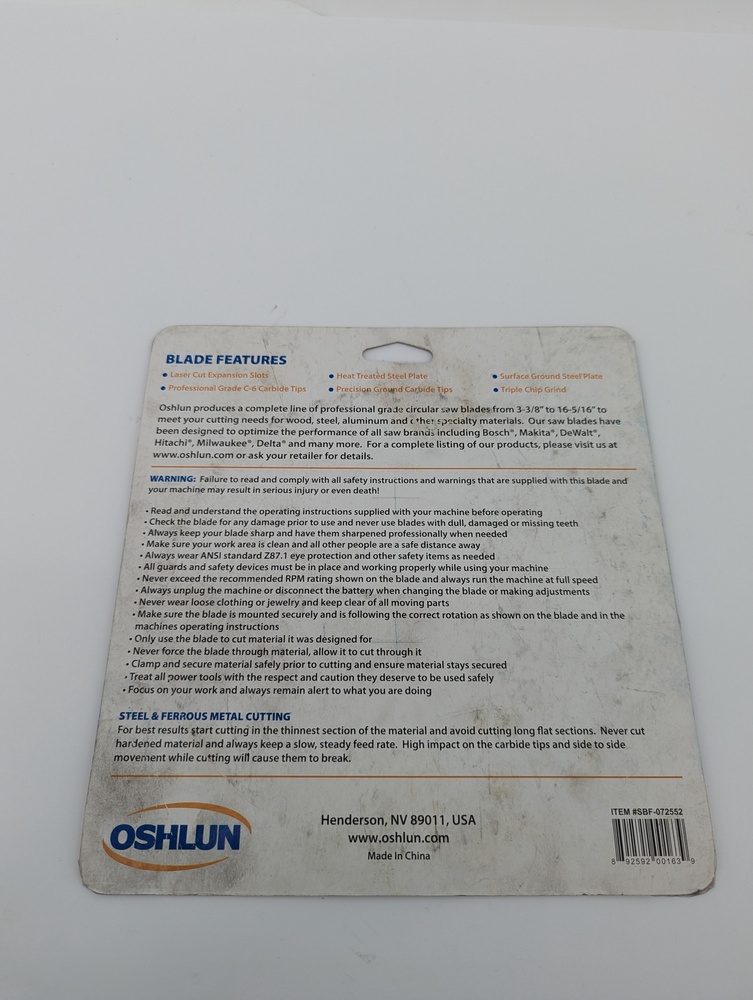 BLADE FEATURES
• Laser Cut Expansion Slots • Heat Treated Steel Plate • Surface Ground Steel Plate
• Professional Grade C-6 Carbide Tips • Precision Ground Carbide Tips • Triple Chip Grind
Oshlun produces a complete line of professional grade circular saw blades from 3-3/8" to 16-5/16" to
meet your cutting needs for wood, steel, aluminum and other specialty materials. Our saw blades have
been designed to optimize the performance of all saw brands including Bosch®, Makita®, DeWalt®,
Hitachi®, Milwaukee®, Delta® and many more. For a complete listing of our products, please visit us at
www.oshlun.com or ask your retailer for details.
WARNING: Failure to read and comply with all safety instructions and warnings that are supplied with this blade and
your machine may result in serious injury or even death!
• Read and understand the operating instructions supplied with your machine before operating
• Check the blade for any damage prior to use and never use blades with dull, damaged or missing teeth
• Always keep your blade sharp and have them sharpened professionally when needed
• Make sure your work area is clean and all other people are a safe distance away
• Always wear ANSI standard Z87.1 eye protection and other safety items as needed
• All guards and safety devices must be in place and working properly while using your machine
• Never exceed the recommended RPM rating shown on the blade and always run the machine at full speed
• Always unplug the machine or disconnect the battery when changing the blade or making adjustments
• Never wear loose clothing or jewelry and keep clear of all moving parts
• Make sure the blade is mounted securely and is following the correct rotation as shown on the blade and in the
machines operating instructions
• Only use the blade to cut material it was designed for
• Never force the blade through material, allow it to cut through it
• Clamp and secure material safely prior to cutting and ensure material stays secured
• Treat all power tools with the respect and caution they deserve to be used safely
• Focus on your work and always remain alert to what you are doing
STEEL & FERROUS METAL CUTTING
For best results start cutting in the thinnest section of the material and avoid cutting long flat sections. Never cut
hardened material and always keep a slow, steady feed rate. High impact on the carbide tips and side to side
movement while cutting will cause them to break.
OSHLUN
Henderson, NV 89011, USA
www.oshlun.com
Made In China
ITEM #SBF-072552
8 92592 00163 9